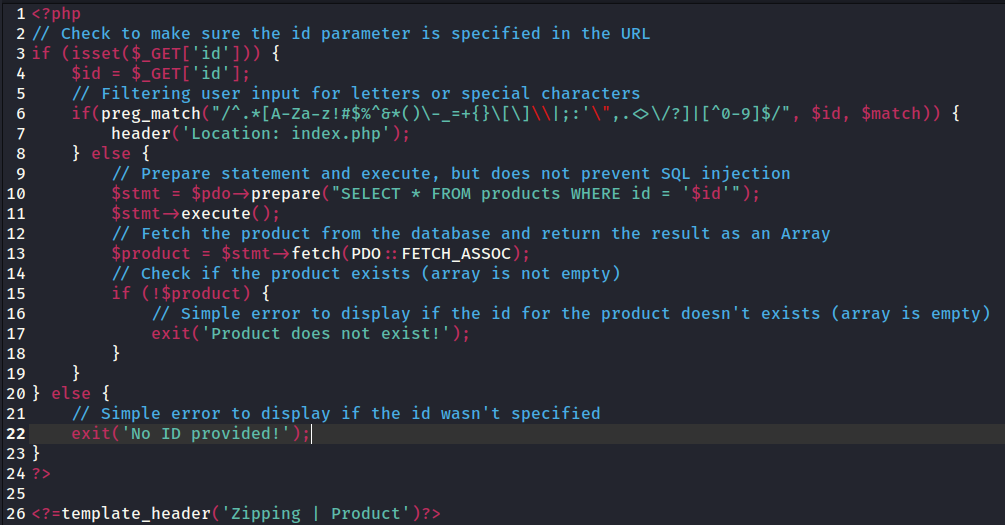 1 <?php
2 // Check to make sure the id parameter is specified in the URL
3 if (isset($_GET['id'])) {
4     $id = $_GET['id'];
5     // Filtering user input for letters or special characters
6     if(preg_match("/^.*[A-Za-z!#$%^&*()\-_=+{}\[\]\\|;:'\",.<>\/?]|[^0-9]$/", $id, $match)) {
7         header('Location: index.php');
8     } else {
9         // Prepare statement and execute, but does not prevent SQL injection
10         $stmt = $pdo->prepare("SELECT * FROM products WHERE id = '$id'");
11         $stmt->execute();
12         // Fetch the product from the database and return the result as an Array
13         $product = $stmt->fetch(PDO::FETCH_ASSOC);
14         // Check if the product exists (array is not empty)
15         if (!$product) {
16             // Simple error to display if the id for the product doesn't exists (array is empty)
17             exit('Product does not exist!');
18         }
19     }
20 } else {
21     // Simple error to display if the id wasn't specified
22     exit('No ID provided!');
23 }
24 ?>
25
26 <?=template_header('Zipping | Product')?>